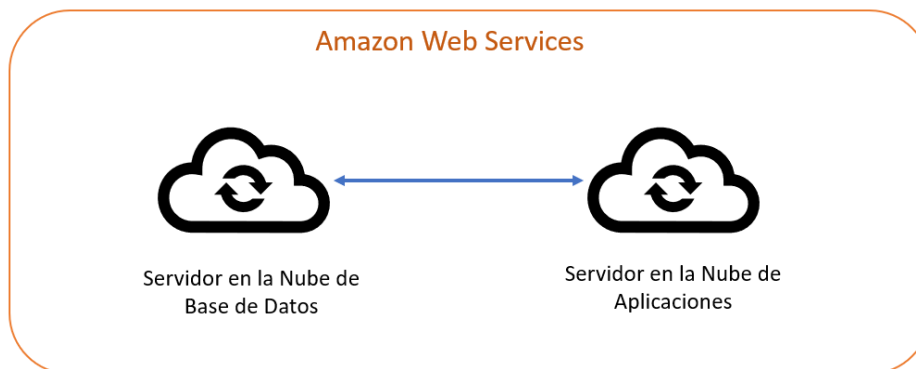 Amazon Web Services
Servidor en la Nube de
Base de Datos
Servidor en la Nube de
Aplicaciones